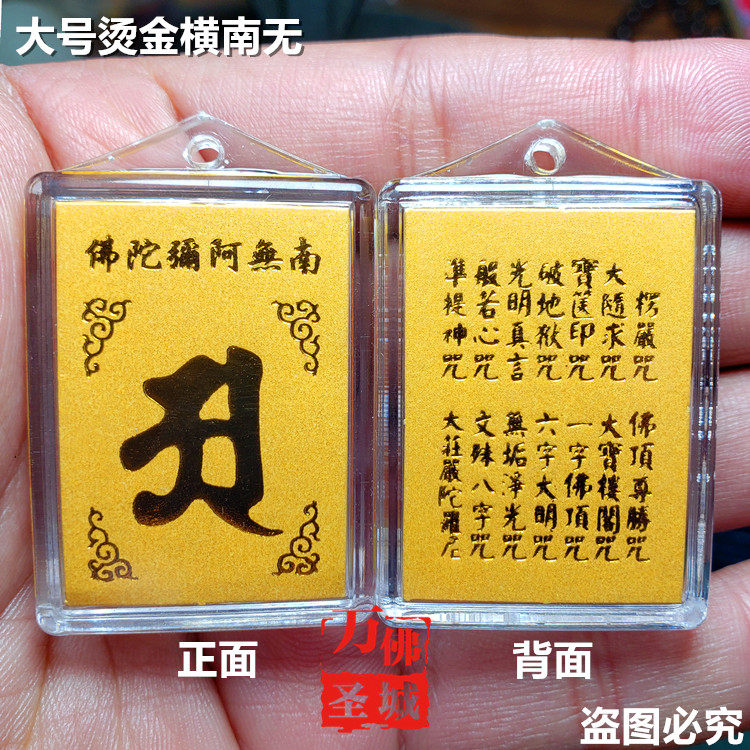 大号烫金横南无
南無阿彌陀佛
楞嚴咒
大隨求咒
寶篋印咒
破地獄咒
光明真言
般若心咒
準提神咒
佛頂尊勝咒
大寶樓閣咒
一字佛頂咒
六字大明咒
無垢淨光咒
文殊八字咒
大莊嚴陀羅尼
正面
背面
万佛
圣城
盗图必究